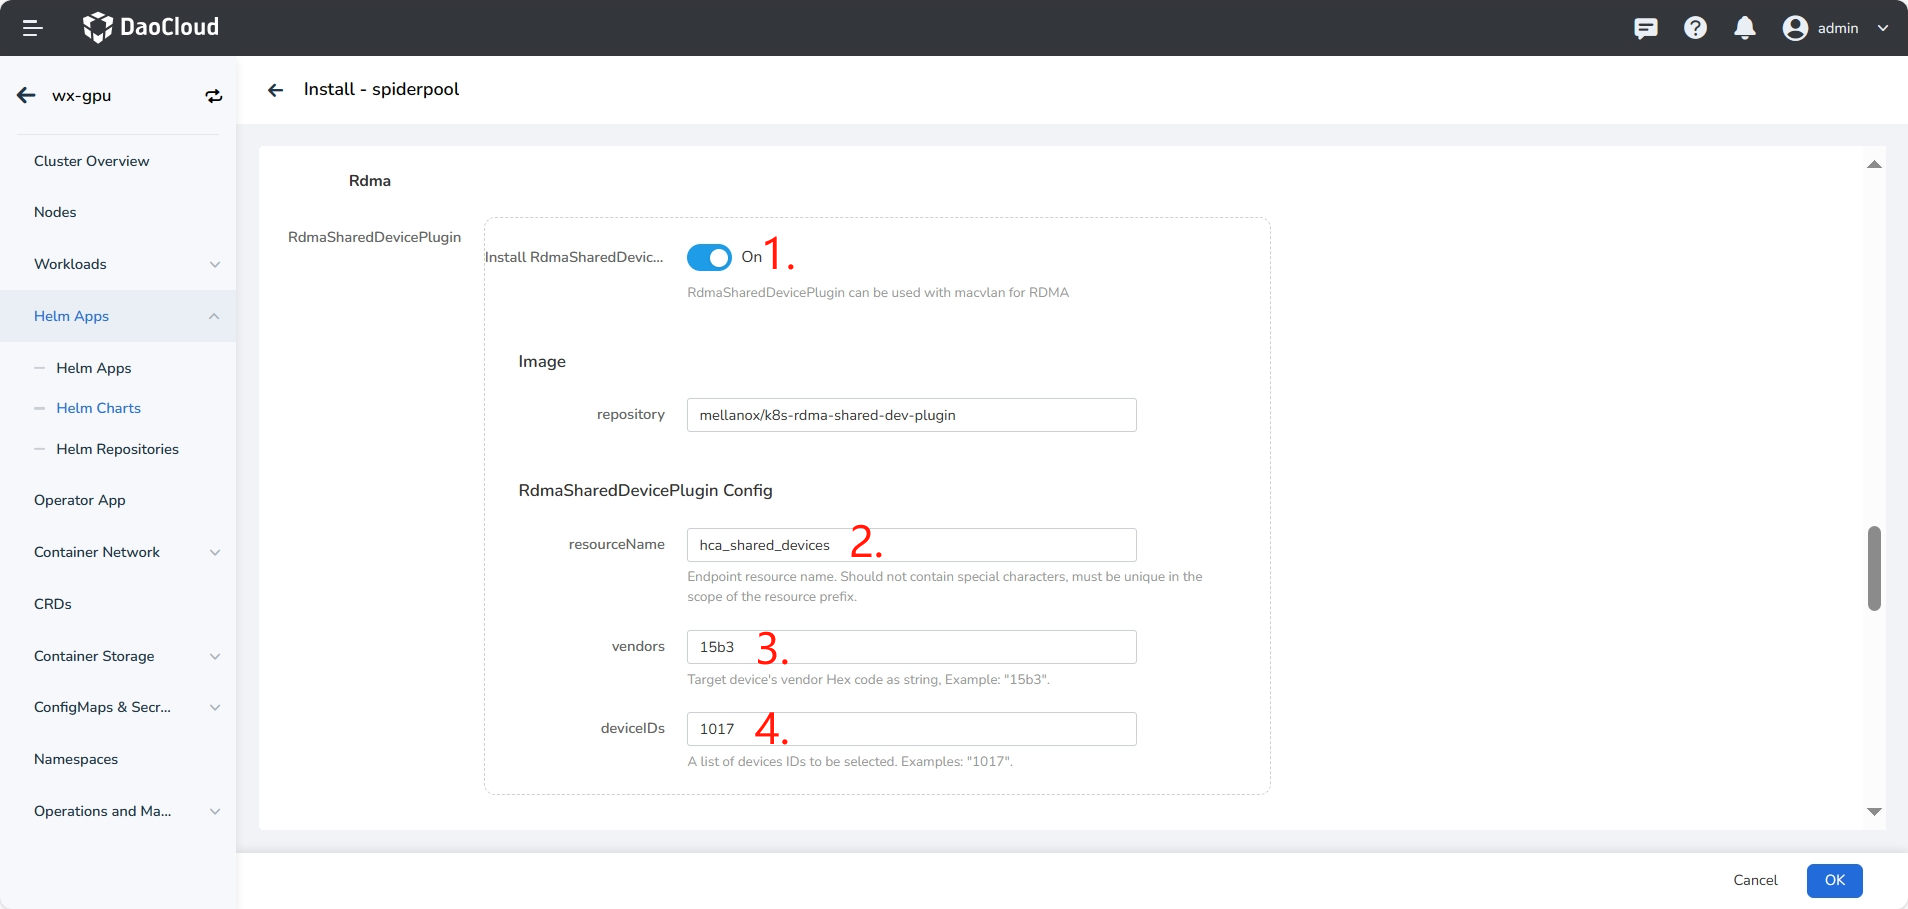 DaoCloud
admin
wx-gpu
Install - spiderpool
Cluster Overview
Nodes
Workloads
Helm Apps
Helm Apps
Helm Charts
Helm Repositories
Operator App
Container Network
CRDs
Container Storage
ConfigMaps & Secr...
Namespaces
Operations and Ma...
Rdma
RdmaSharedDevicePlugin
Install RdmaSharedDevic... On 1.
RdmaSharedDevicePlugin can be used with macvlan for RDMA
Image
repository mellanox/k8s-rdma-shared-dev-plugin
RdmaSharedDevicePlugin Config
resourceName hca_shared_devices 2.
Endpoint resource name. Should not contain special characters, must be unique in the
scope of the resource prefix.
vendors 15b3 3.
Target device's vendor Hex code as string, Example: "15b3".
deviceIDs 1017 4.
A list of devices IDs to be selected. Examples: "1017".
Cancel OK